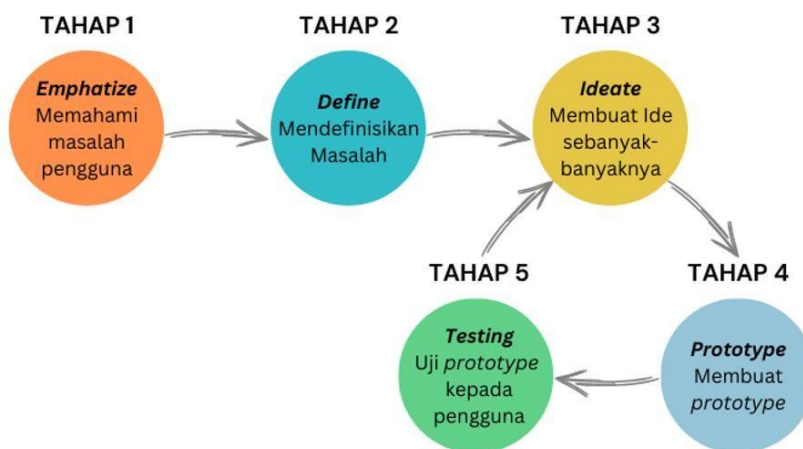 TAHAP 1
Emphatize
Memahami
masalah
pengguna
TAHAP 2
Define
Mendefinisikan
Masalah
TAHAP 3
Ideate
Membuat Ide
sebanyak-
banyaknya
TAHAP 4
Prototype
Membuat
prototype
TAHAP 5
Testing
Uji prototype
kepada
pengguna